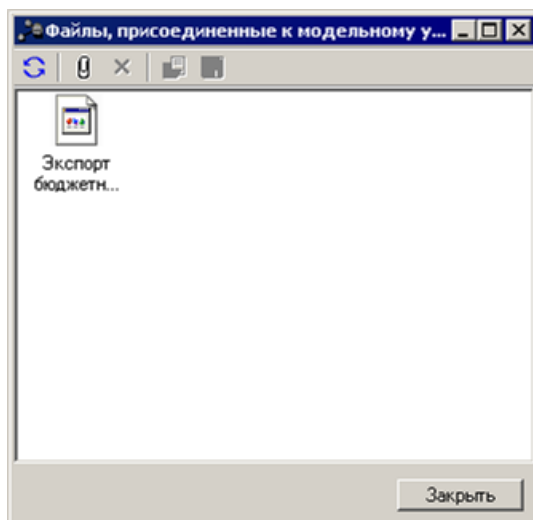 Файлы, присоединенные к модельному у...
Экспорт
бюджетн...
Закрыть